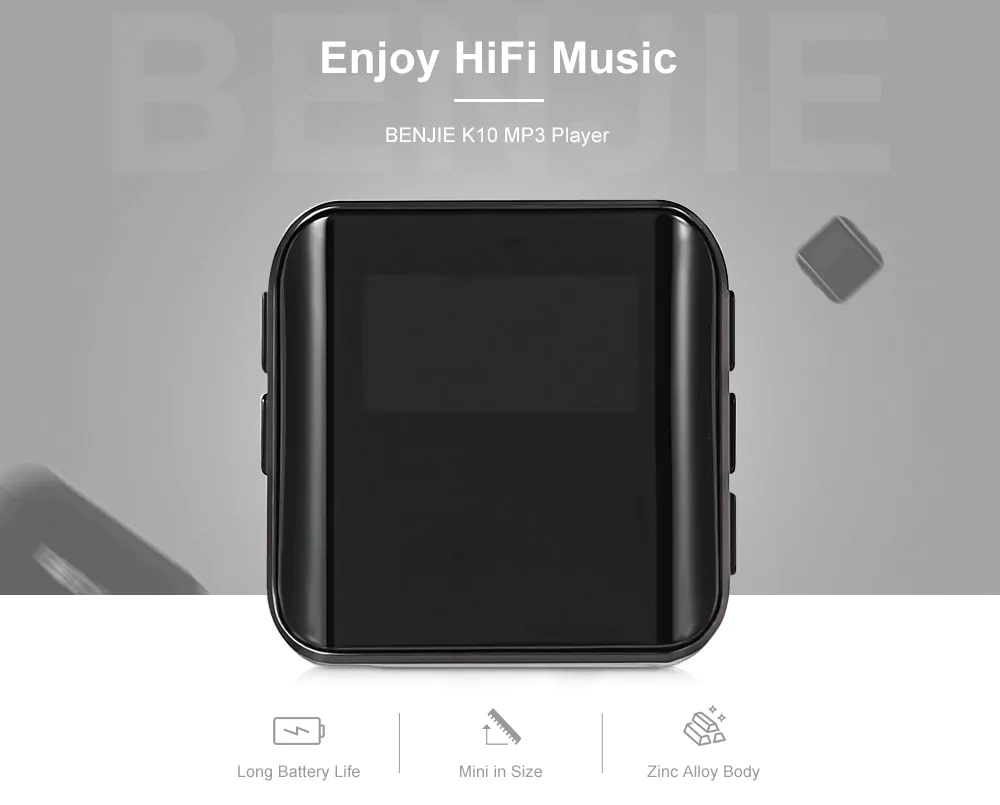 BENJIE
Enjoy HiFi Music
BENJIE K10 MP3 Player
Long Battery Life
Mini in Size
Zinc Alloy Body